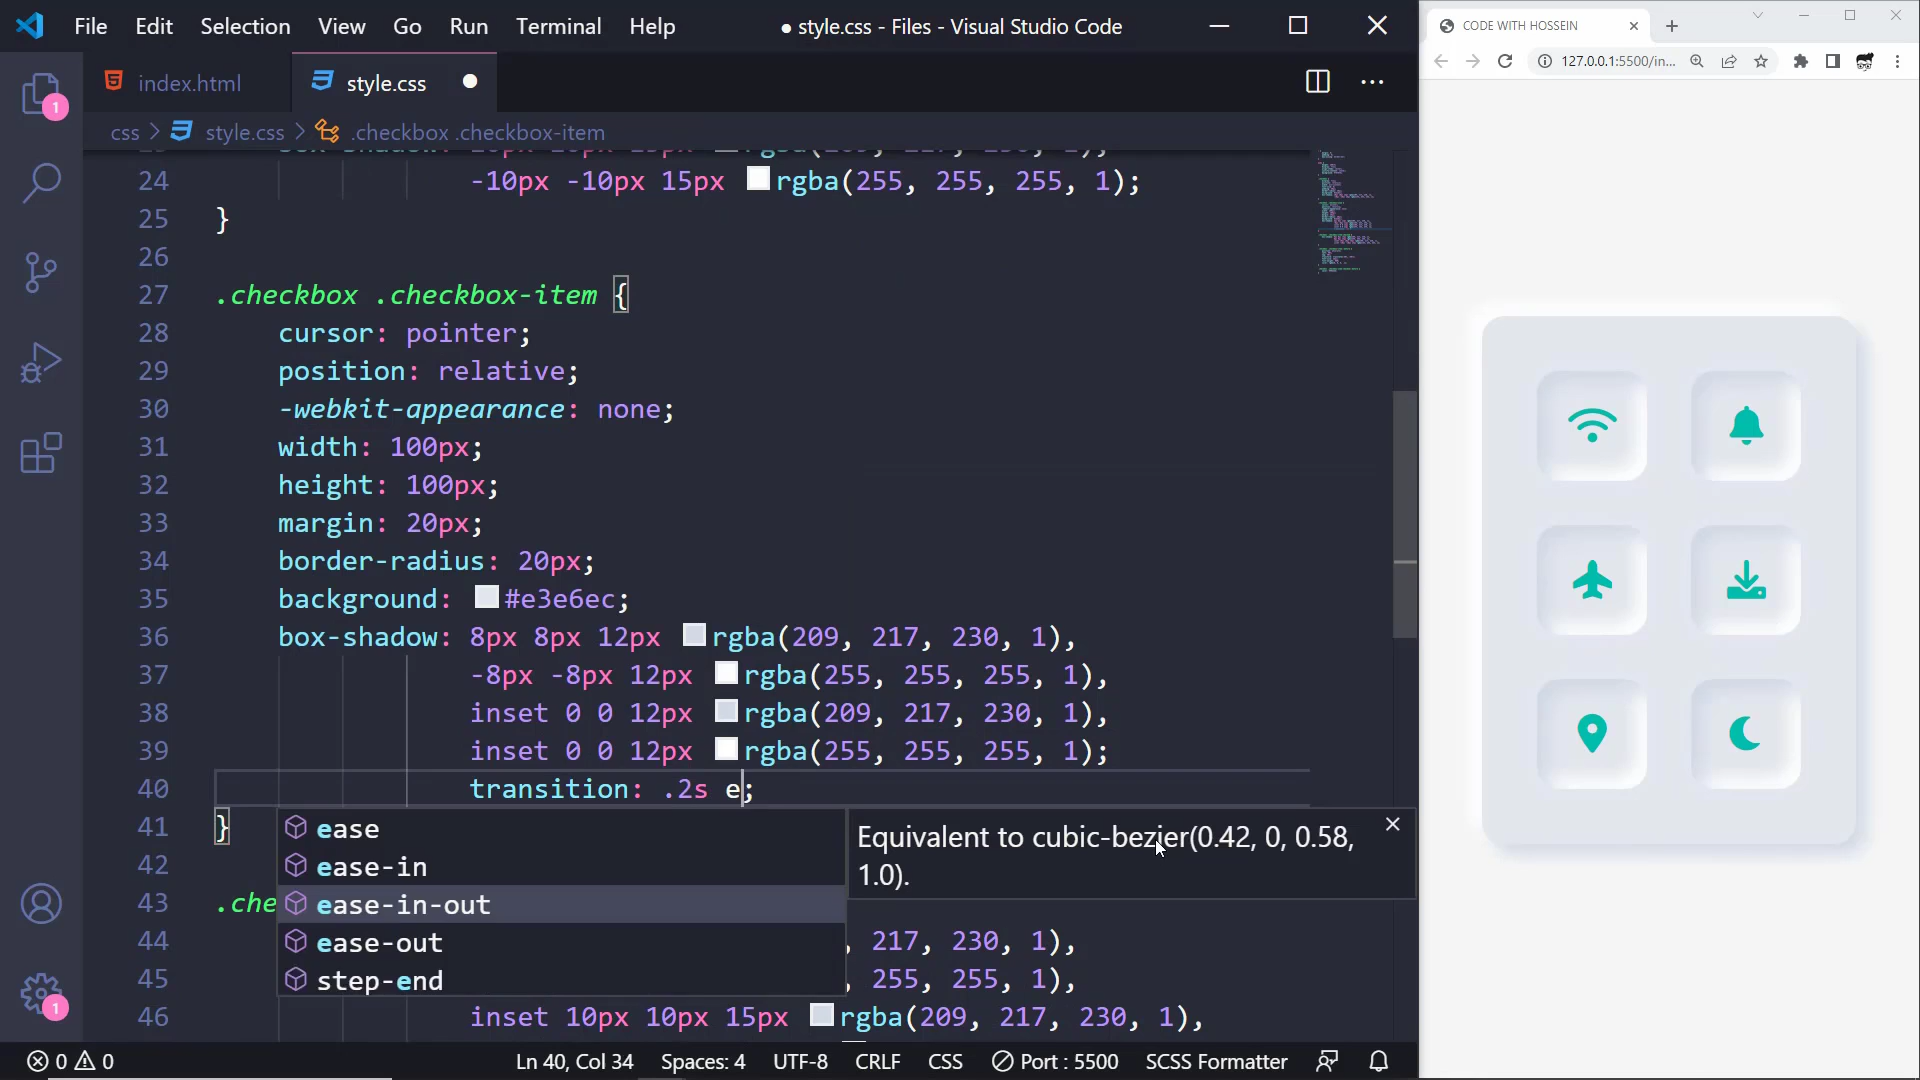 File Edit Selection View Go Run Terminal Help
● style.css - Files - Visual Studio Code
CODE WITH HOSSEIN
127.0.0.1:5500/in...
index.html
style.css
css > style.css > .checkbox .checkbox-item
24 -10px -10px 15px rgba(255, 255, 255, 1);
25 }
26
27 .checkbox .checkbox-item {
28 cursor: pointer;
29 position: relative;
30 -webkit-appearance: none;
31 width: 100px;
32 height: 100px;
33 margin: 20px;
34 border-radius: 20px;
35 background: #e3e6ec;
36 box-shadow: 8px 8px 12px rgba(209, 217, 230, 1),
37 -8px -8px 12px rgba(255, 255, 255, 1),
38 inset 0 0 12px rgba(209, 217, 230, 1),
39 inset 0 0 12px rgba(255, 255, 255, 1);
40 transition: .2s e;
41 }
ease
Equivalent to cubic-bezier(0.42, 0, 0.58,
1.0).
42
ease-in
43 .che
ease-in-out
44 , 217, 230, 1),
ease-out
45 , 255, 255, 1),
step-end
46 inset 10px 10px 15px rgba(209, 217, 230, 1),
1
1
0 0
Ln 40, Col 34
Spaces: 4
UTF-8
CRLF
CSS
Port : 5500
SCSS Formatter